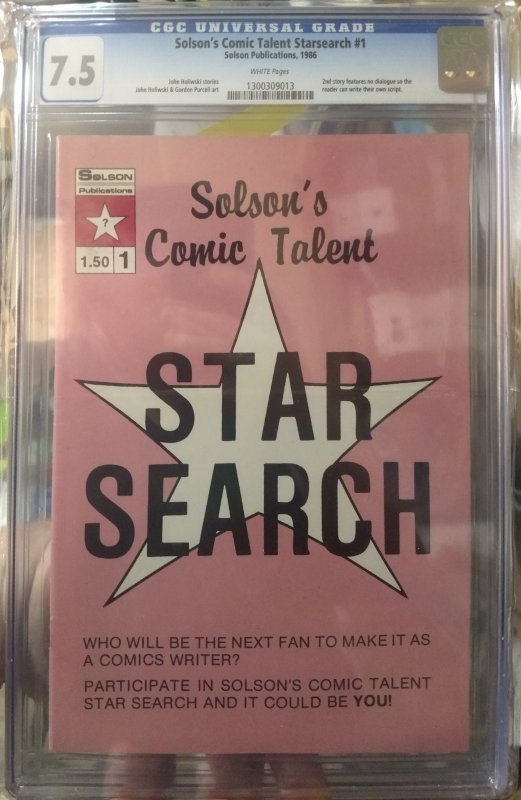 CGC UNIVERSAL GRADE
7.5
Solson's Comic Talent Starsearch #1
Solson Publications, 1986
WHITE Pages
John Holiwski stories
John Holiwski & Gordon Purcell art
1300309013
2nd story features no dialogue so the
reader can write their own script.
SOLSON
Publications
?
1.50 1
Solson's
Comic Talent
STAR
SEARCH
WHO WILL BE THE NEXT FAN TO MAKE IT AS
A COMICS WRITER?
PARTICIPATE IN SOLSON'S COMIC TALENT
STAR SEARCH AND IT COULD BE YOU!